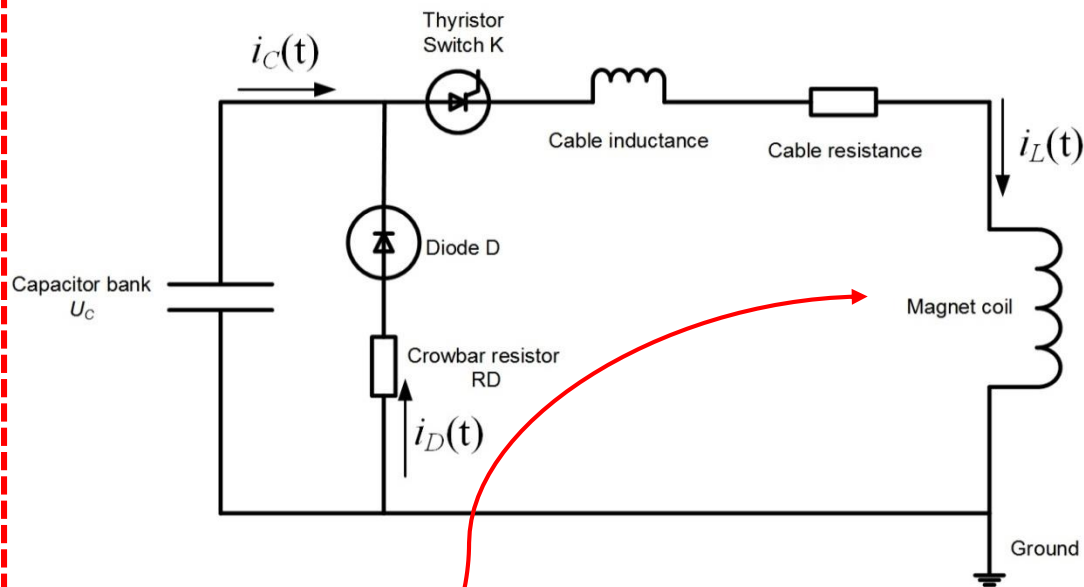 Thyristor
Switch K
iC(t)
Cable inductance
Cable resistance
iL(t)
Diode D
Capacitor bank
UC
Magnet coil
Crowbar resistor
RD
iD(t)
Ground